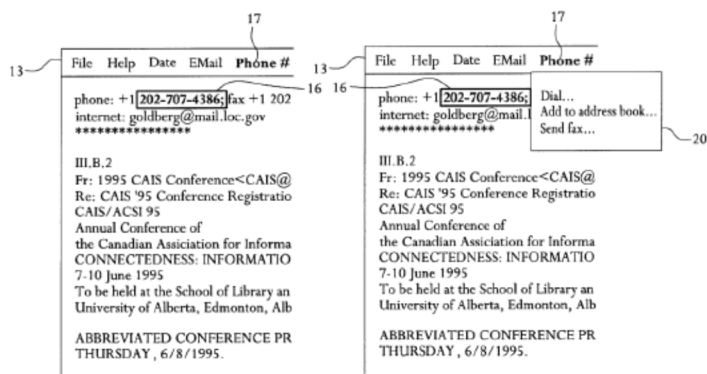 17
13
File Help Date EMail Phone #
16
phone: +1 202-707-4386; fax +1 202
internet: goldberg@mail.loc.gov
****************
III.B.2
Fr: 1995 CAIS Conference<CAIS@
Re: CAIS '95 Conference Registratio
CAIS/ACSI 95
Annual Conference of
the Canadian Assiciation for Informa
CONNECTEDNESS: INFORMATIO
7-10 June 1995
To be held at the School of Library an
University of Alberta, Edmonton, Alb
ABBREVIATED CONFERENCE PR
THURSDAY, 6/8/1995.
17
13
File Help Date EMail Phone #
16
phone: +1 202-707-4386;
internet: goldberg@mail.l
****************
Dial...
Add to address book...
Send fax...
20
III.B.2
Fr: 1995 CAIS Conference<CAIS@
Re: CAIS '95 Conference Registratio
CAIS/ACSI 95
Annual Conference of
the Canadian Assiciation for Informa
CONNECTEDNESS: INFORMATIO
7-10 June 1995
To be held at the School of Library an
University of Alberta, Edmonton, Alb
ABBREVIATED CONFERENCE PR
THURSDAY, 6/8/1995.